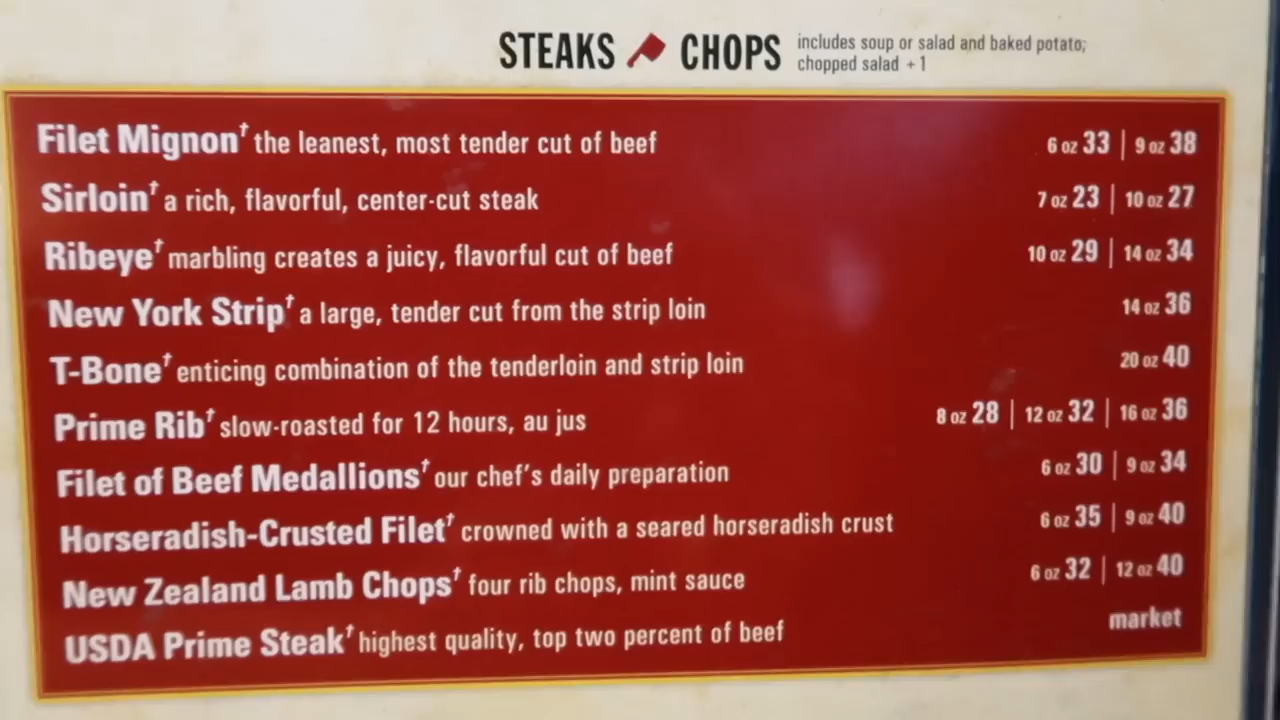 STEAKS CHOPS includes soup or salad and baked potato;
chopped salad + 1
Filet Mignon† the leanest, most tender cut of beef 6 oz 33 | 9 oz 38
Sirloin† a rich, flavorful, center-cut steak 7 oz 23 | 10 oz 27
Ribeye† marbling creates a juicy, flavorful cut of beef 10 oz 29 | 14 oz 34
New York Strip† a large, tender cut from the strip loin 14 oz 36
T-Bone† enticing combination of the tenderloin and strip loin 20 oz 40
Prime Rib† slow-roasted for 12 hours, au jus 8 oz 28 | 12 oz 32 | 16 oz 36
Filet of Beef Medallions† our chef's daily preparation 6 oz 30 | 9 oz 34
Horseradish-Crusted Filet† crowned with a seared horseradish crust 6 oz 35 | 9 oz 40
New Zealand Lamb Chops† four rib chops, mint sauce 6 oz 32 | 12 oz 40
USDA Prime Steak† highest quality, top two percent of beef market